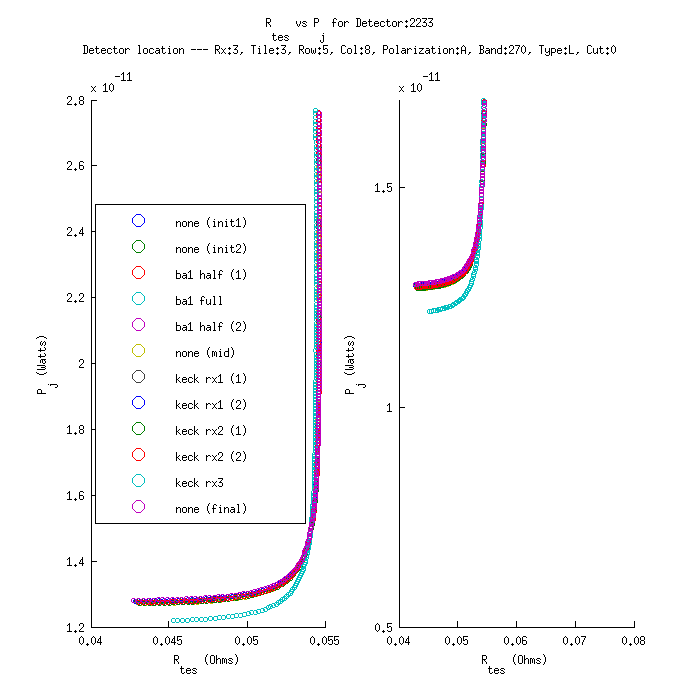 R    vs P  for Detector:2233
tes      j
Detector location --- Rx:3, Tile:3, Row:5, Col:8, Polarization:A, Band:270, Type:L, Cut:0
x 10^-11
2.8
2.6
2.4
2.2
2
1.8
1.6
1.4
1.2
P_j (Watts)
0.04 0.045 0.05 0.055
R_tes (Ohms)
none (init1)
none (init2)
ba1 half (1)
ba1 full
ba1 half (2)
none (mid)
keck rx1 (1)
keck rx1 (2)
keck rx2 (1)
keck rx2 (2)
keck rx3
none (final)
x 10^-11
1.5
1
0.5
P_j (Watts)
0.04 0.05 0.06 0.07 0.08
R_tes (Ohms)